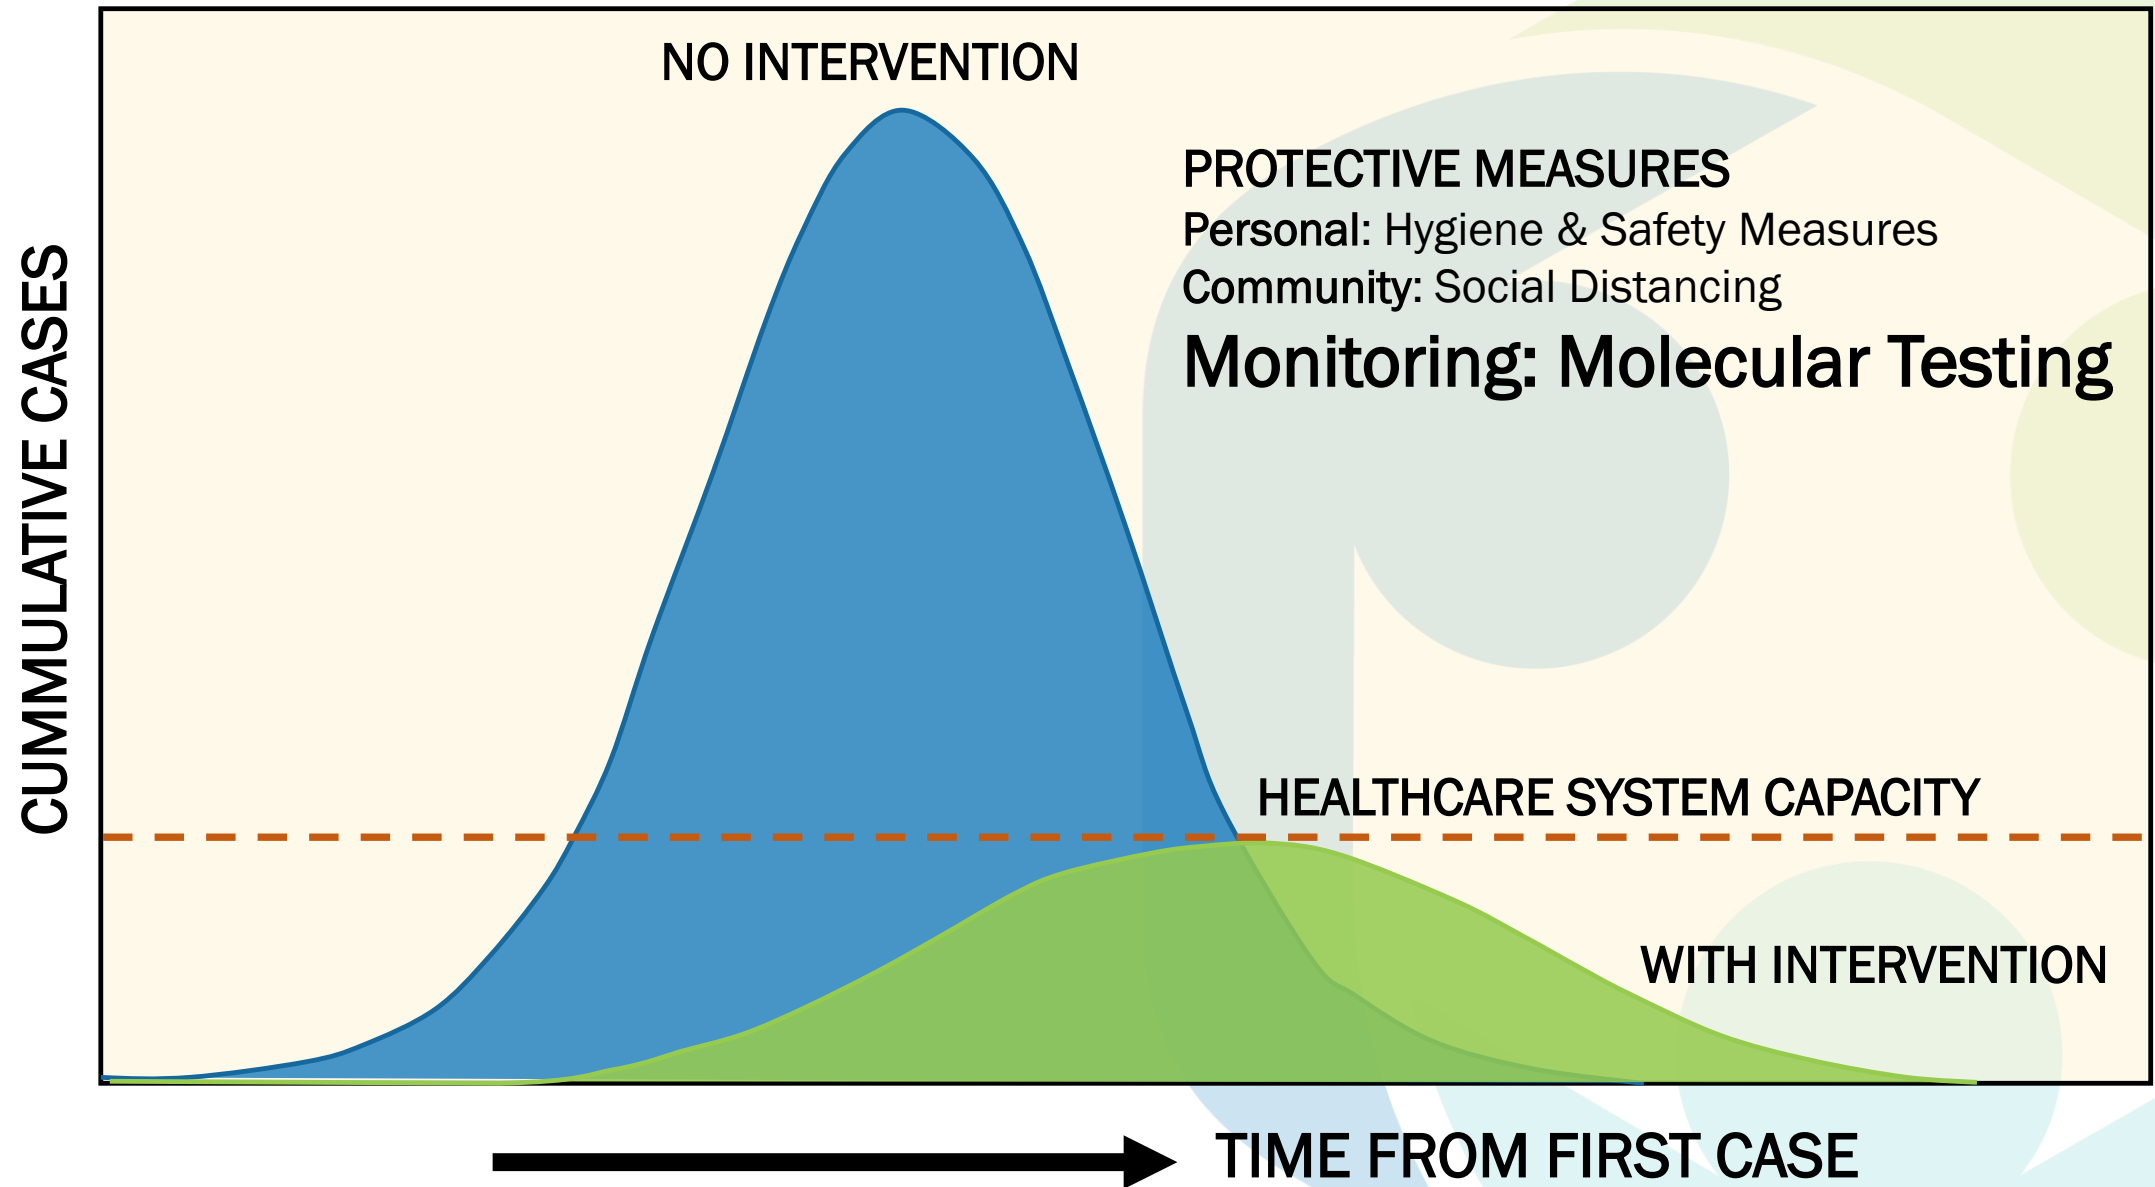 NO INTERVENTION
PROTECTIVE MEASURES
Personal: Hygiene & Safety Measures
Community: Social Distancing
Monitoring: Molecular Testing
CUMMULATIVE CASES
HEALTHCARE SYSTEM CAPACITY
WITH INTERVENTION
TIME FROM FIRST CASE